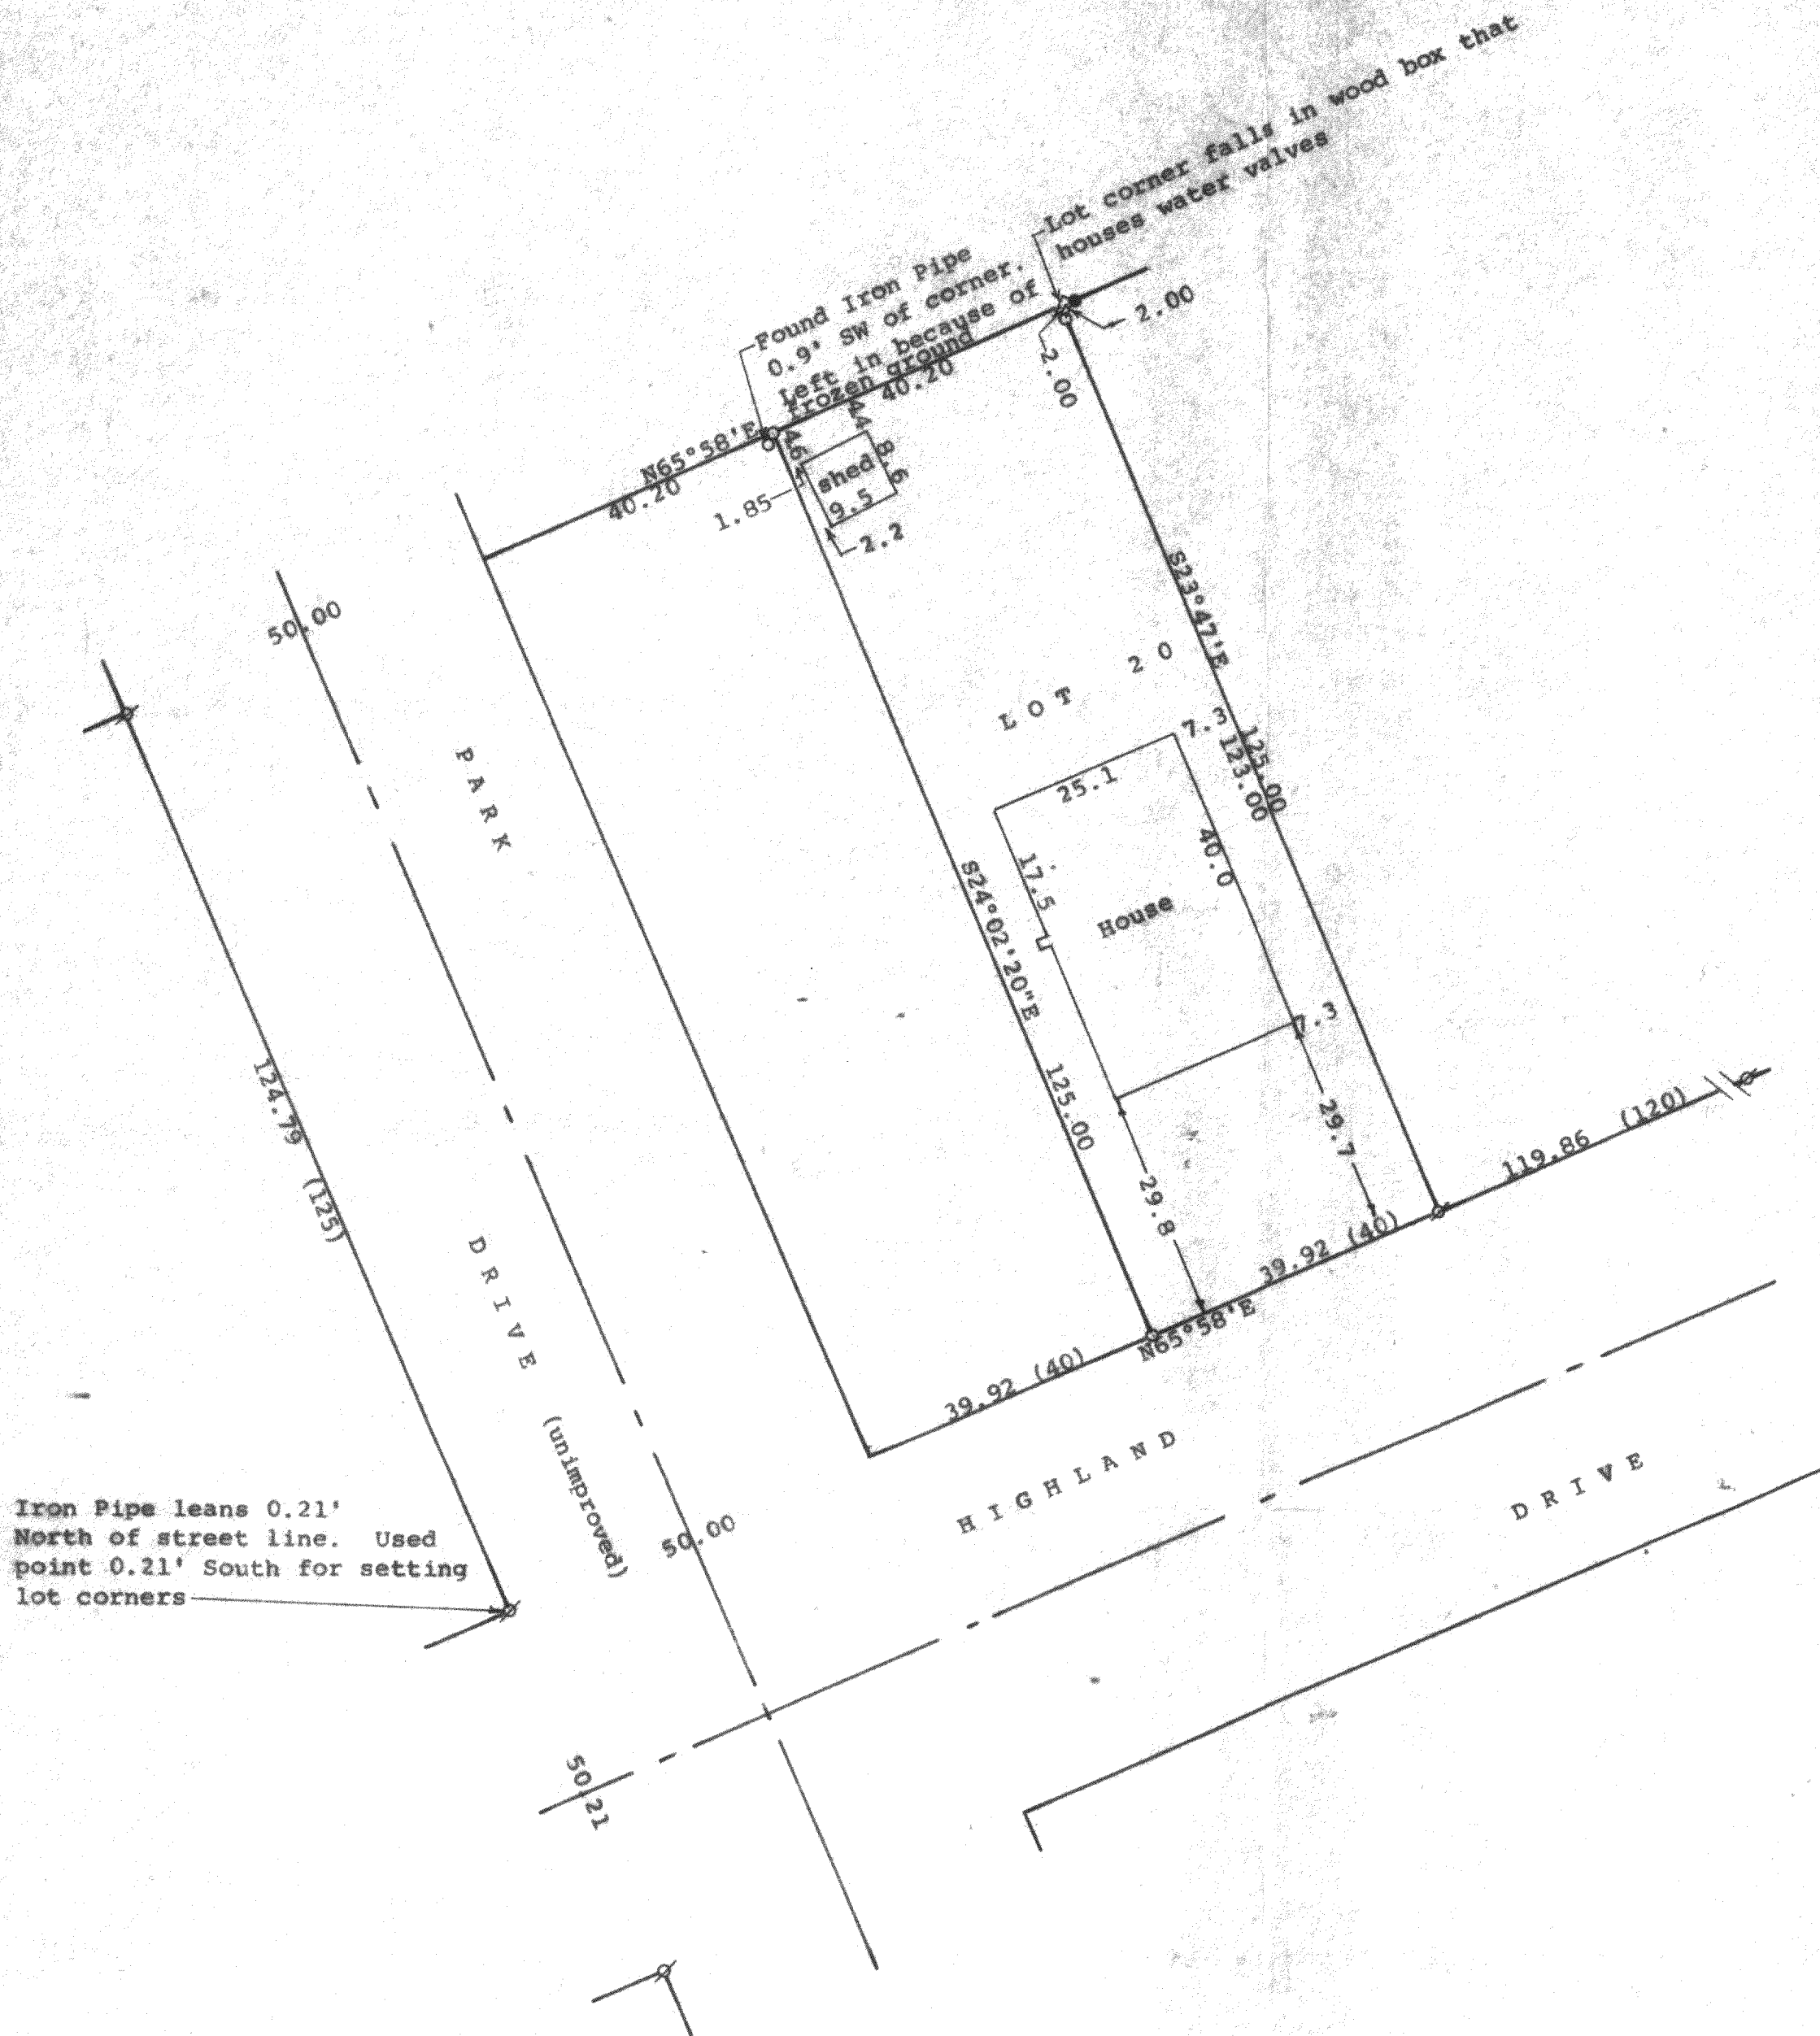 Lot corner falls in wood box that
houses water valves
Found Iron Pipe
0.9' SW of corner.
Left in because of
frozen ground
2.00
2.00
40.20
N65°58'E
40.20
46
44
8.6
shed
9.5
1.85
2.2
50.00
S23°47'E
LOT 20
7.3
125.00
123.00
25.1
PARK
17.5
40.0
House
S24°02'20"E
125.00
7.3
124.79 (125)
29.7
29.8
119.86 (120)
39.92 (40)
N65°58'E
39.92 (40)
DRIVE
(unimproved)
HIGHLAND
DRIVE
50.00
Iron Pipe leans 0.21'
North of street line. Used
point 0.21' South for setting
lot corners
50.21